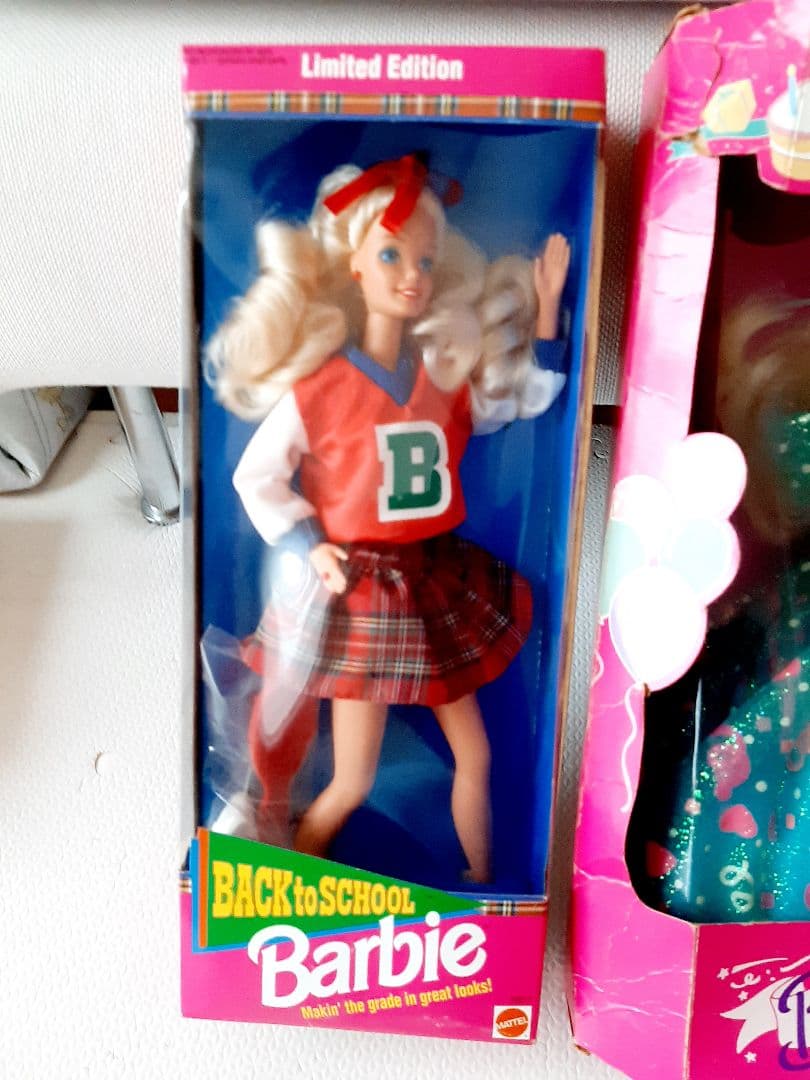 Limited Edition
B
BACK to SCHOOL
Barbie
Makin' the grade in great looks!
MATTEL